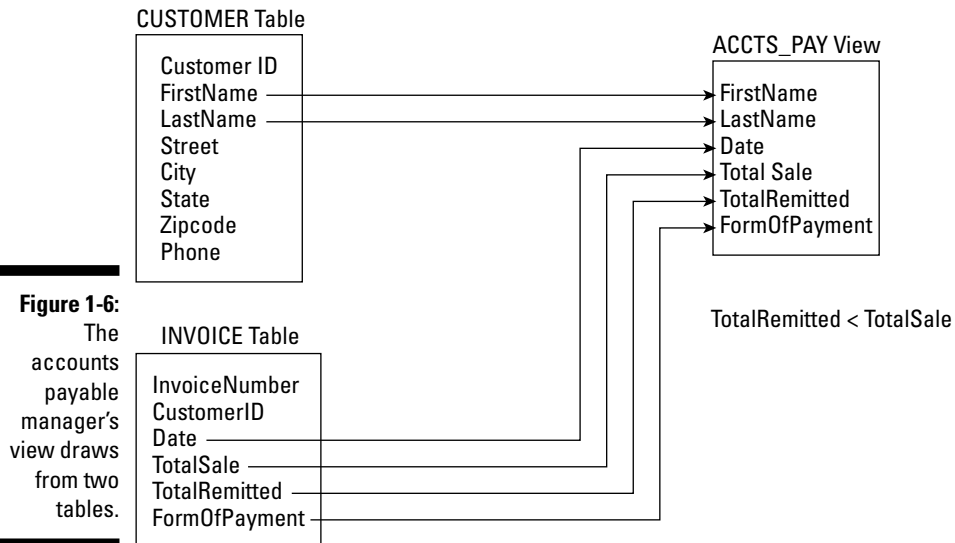 CUSTOMER Table
Customer ID
FirstName
LastName
Street
City
State
Zipcode
Phone
ACCTS_PAY View
FirstName
LastName
Date
Total Sale
TotalRemitted
FormOfPayment
TotalRemitted < TotalSale
Figure 1-6:
The
accounts
payable
manager’s
view draws
from two
tables.
INVOICE Table
InvoiceNumber
CustomerID
Date
TotalSale
TotalRemitted
FormOfPayment